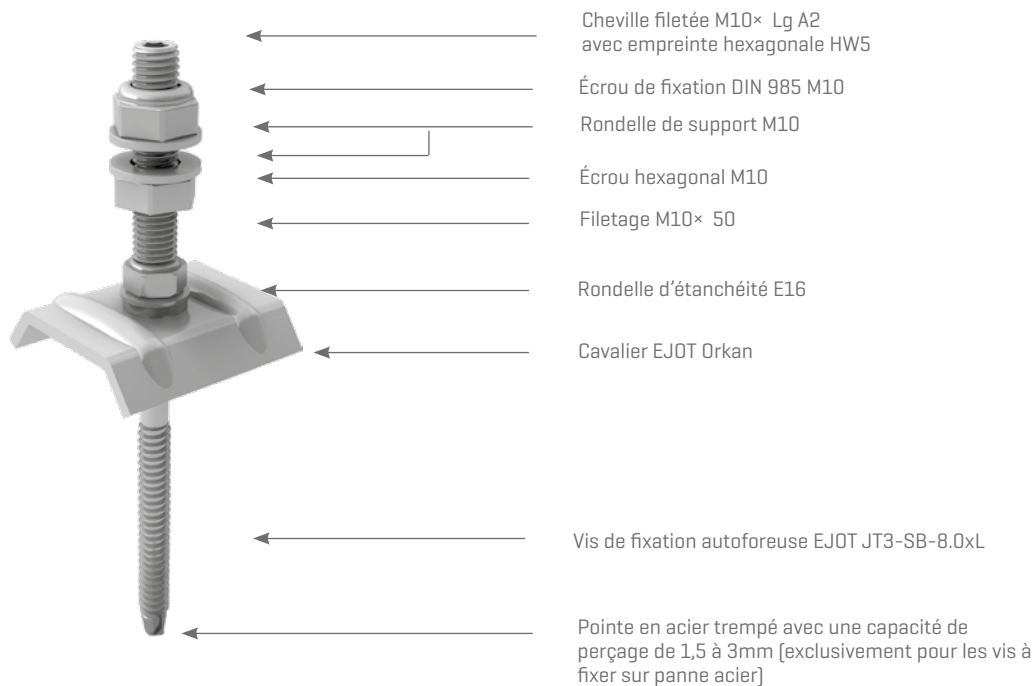 Cheville filetée M10× Lg A2
avec empreinte hexagonale HW5
Écrou de fixation DIN 985 M10
Rondelle de support M10
Écrou hexagonal M10
Filetage M10× 50
Rondelle d’étanchéité E16
Cavalier EJOT Orkan
Vis de fixation autoforeuse EJOT JT3-SB-8.0xL
Pointe en acier trempé avec une capacité de
perçage de 1,5 à 3mm (exclusivement pour les vis à
fixer sur panne acier)